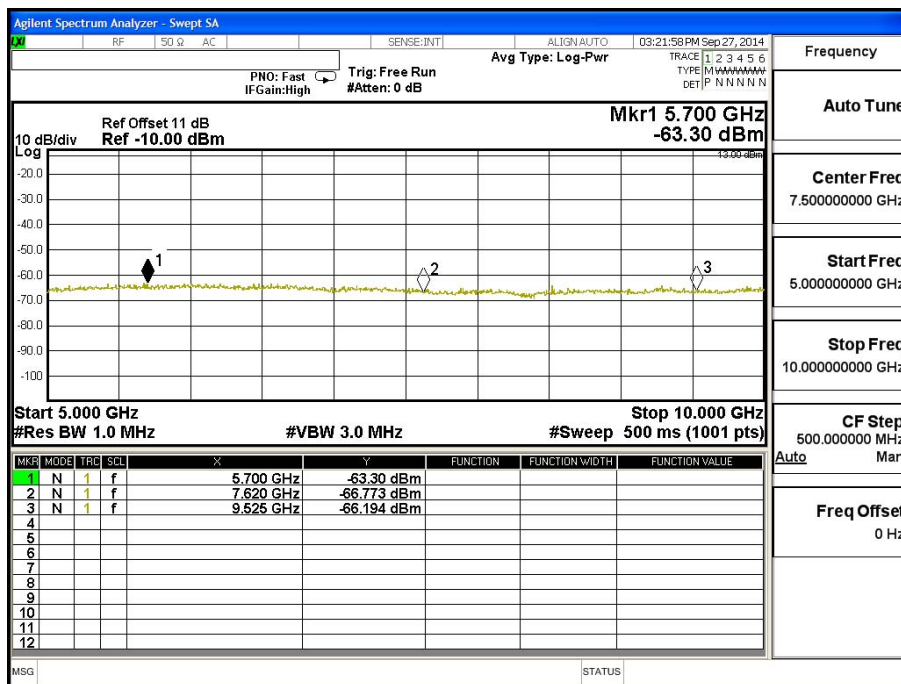 Agilent Spectrum Analyzer - Swept SA
LXI RF 50 Ω AC SENSE:INT ALIGN AUTO 03:21:58 PM Sep 27, 2014
Avg Type: Log-Pwr
TRACE 1 2 3 4 5 6
TYPE M W W W W W
DET P N N N N N
PNO: Fast
IFGain:High
Trig: Free Run
#Atten: 0 dB
Mkr1 5.700 GHz
-63.30 dBm
Ref Offset 11 dB
10 dB/div Ref -10.00 dBm
Log
-13.00 dBm
-20.0
-30.0
-40.0
-50.0
-60.0
-70.0
-80.0
-90.0
-100
1
2
3
Start 5.000 GHz Stop 10.000 GHz
#Res BW 1.0 MHz #VBW 3.0 MHz #Sweep 500 ms (1001 pts)
MKR MODE TRC SCL X Y FUNCTION FUNCTION WIDTH FUNCTION VALUE
1 N 1 f 5.700 GHz -63.30 dBm
2 N 1 f 7.620 GHz -66.773 dBm
3 N 1 f 9.525 GHz -66.194 dBm
4
5
6
7
8
9
10
11
12
MSG STATUS
Frequency
Auto Tune
Center Freq
7.500000000 GHz
Start Freq
5.000000000 GHz
Stop Freq
10.000000000 GHz
CF Step
500.000000 MHz
Auto Man
Freq Offset
0 Hz